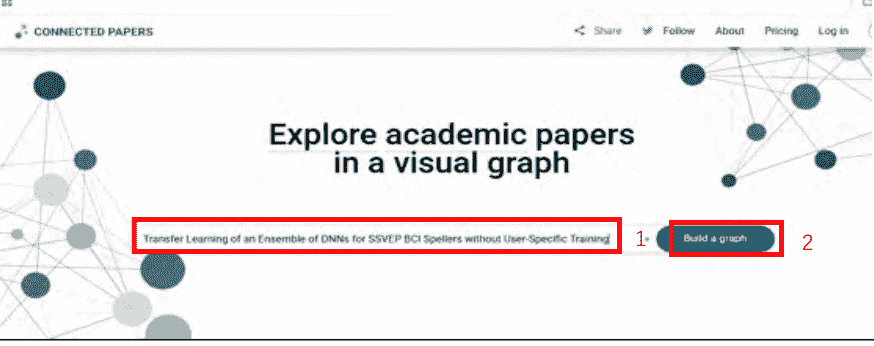 CONNECTED PAPERS
Share Follow About Pricing Log in
Explore academic papers
in a visual graph
Transfer Learning of an Ensemble of DNNs for SSVEP BCI Spellers without User-Specific Training
1
Build a graph
2